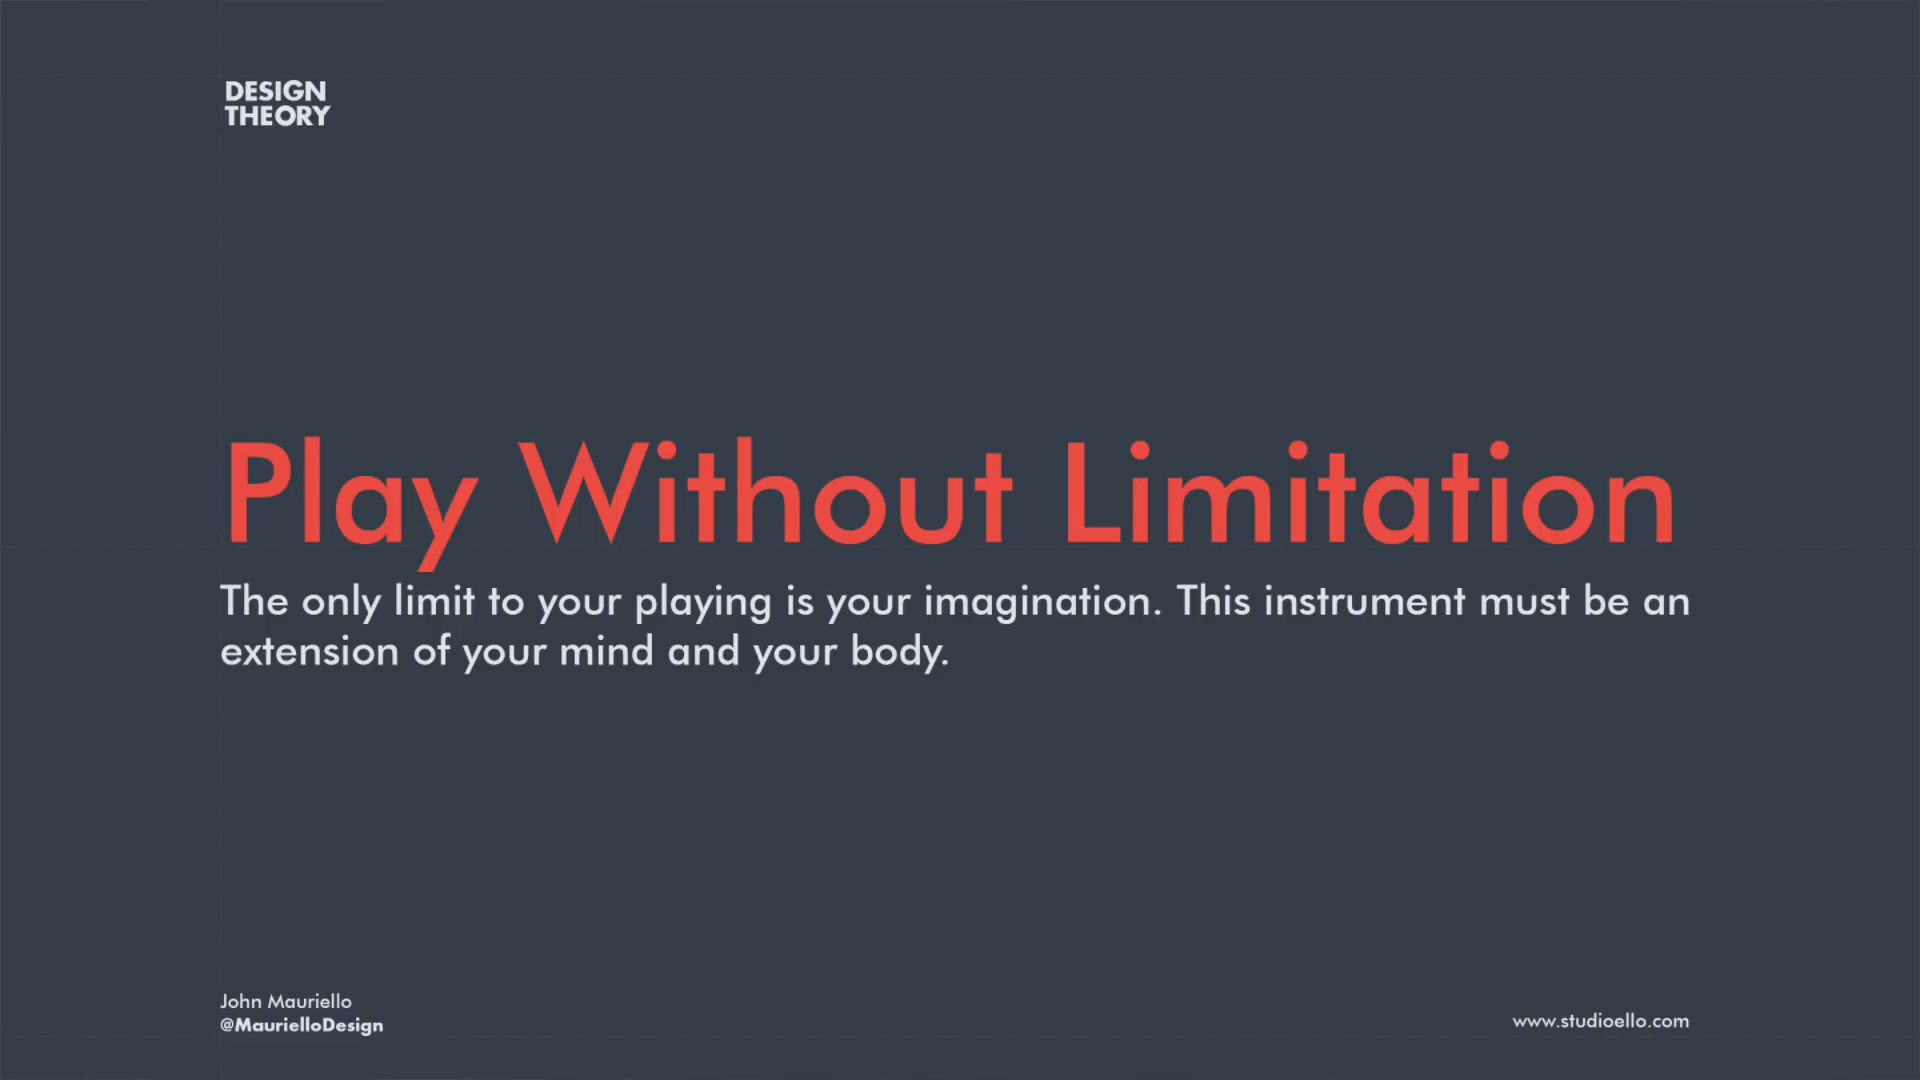 DESIGN
THEORY
Play Without Limitation
The only limit to your playing is your imagination. This instrument must be an
extension of your mind and your body.
John Mauriello
@MaurielloDesign
www.studioello.com